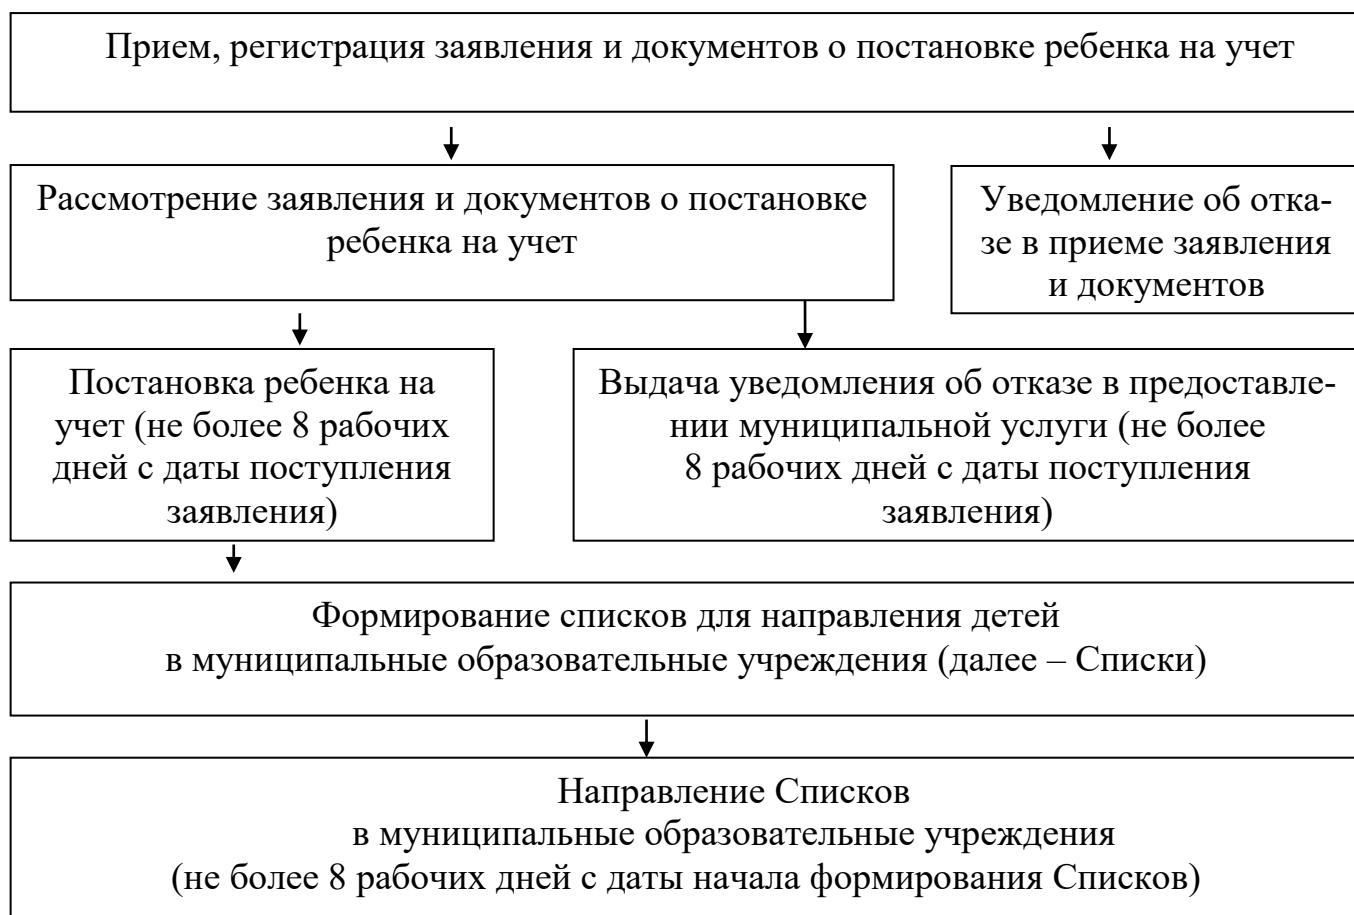 Прием, регистрация заявления и документов о постановке ребенка на учет
Рассмотрение заявления и документов о постановке
ребенка на учет
Уведомление об отка-
зе в приеме заявления
и документов
Постановка ребенка на
учет (не более 8 рабочих
дней с даты поступления
заявления)
Выдача уведомления об отказе в предоставле-
нии муниципальной услуги (не более
8 рабочих дней с даты поступления
заявления)
Формирование списков для направления детей
в муниципальные образовательные учреждения (далее – Списки)
Направление Списков
в муниципальные образовательные учреждения
(не более 8 рабочих дней с даты начала формирования Списков)